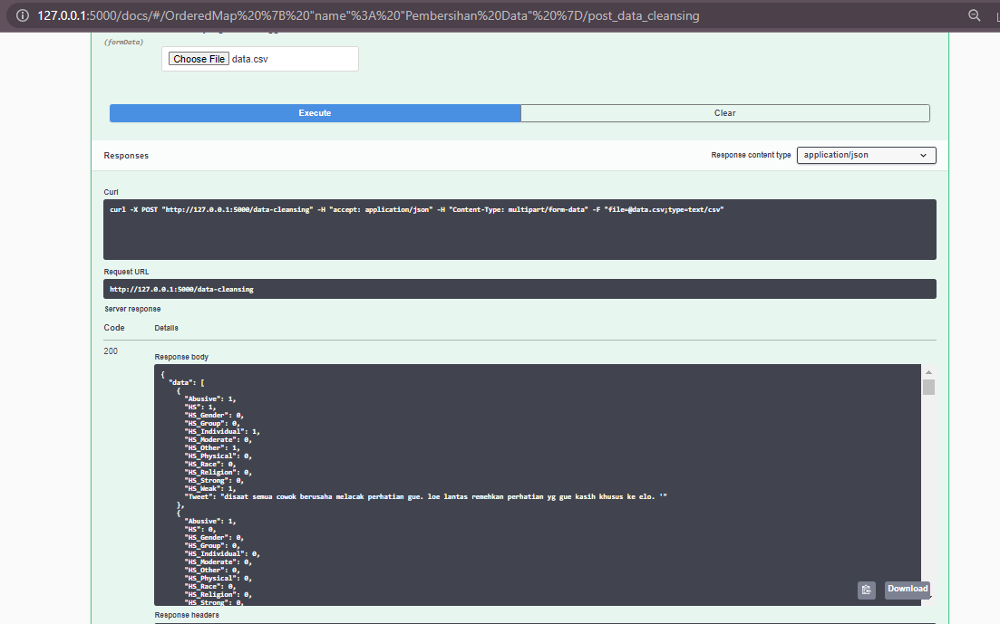 127.0.0.1:5000/docs/#/OrderedMap%20%7B%20"name"%3A%20"Pembersihan%20Data"%20%7D/post_data_cleansing
(formData)
Choose File data.csv
Execute Clear
Responses Response content type application/json
Curl
curl -X POST "http://127.0.0.1:5000/data-cleansing" -H "accept: application/json" -H "Content-Type: multipart/form-data" -F "file=@data.csv;type=text/csv"
Request URL
http://127.0.0.1:5000/data-cleansing
Server response
Code Details
200
Response body
{
"data": [
{
"Abusive": 1,
"HS": 1,
"HS_Gender": 0,
"HS_Group": 0,
"HS_Individual": 1,
"HS_Moderate": 0,
"HS_Other": 1,
"HS_Physical": 0,
"HS_Race": 0,
"HS_Religion": 0,
"HS_Strong": 0,
"HS_Weak": 1,
"Tweet": "disaat semua cowok berusaha melacak perhatian gue. loe lantas remehkan perhatian yg gue kasih khusus ke elo. '"
},
{
"Abusive": 1,
"HS": 0,
"HS_Gender": 0,
"HS_Group": 0,
"HS_Individual": 0,
"HS_Moderate": 0,
"HS_Other": 0,
"HS_Physical": 0,
"HS_Race": 0,
"HS_Religion": 0,
"HS_Strong": 0,
Download
Response headers